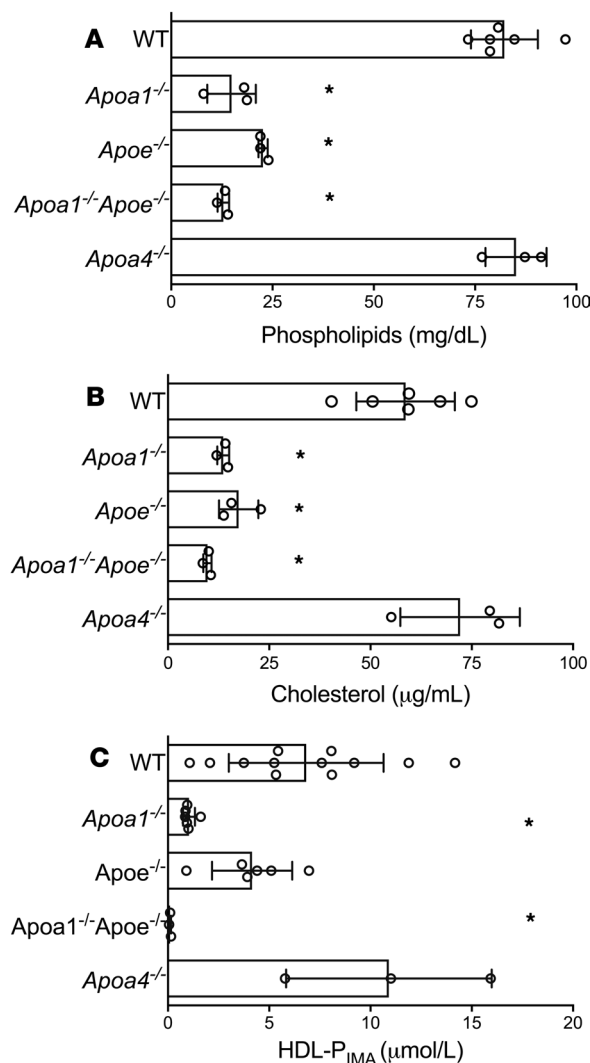 A
WT
Apoa1⁻/⁻ *
Apoe⁻/⁻ *
Apoa1⁻/⁻Apoe⁻/⁻ *
Apoa4⁻/⁻
0 25 50 75 100
Phospholipids (mg/dL)
B
WT
Apoa1⁻/⁻ *
Apoe⁻/⁻ *
Apoa1⁻/⁻Apoe⁻/⁻ *
Apoa4⁻/⁻
0 25 50 75 100
Cholesterol (μg/mL)
C
WT
Apoa1⁻/⁻ *
Apoe⁻/⁻
Apoa1⁻/⁻Apoe⁻/⁻ *
Apoa4⁻/⁻
0 5 10 15 20
HDL-P_IMA (μmol/L)